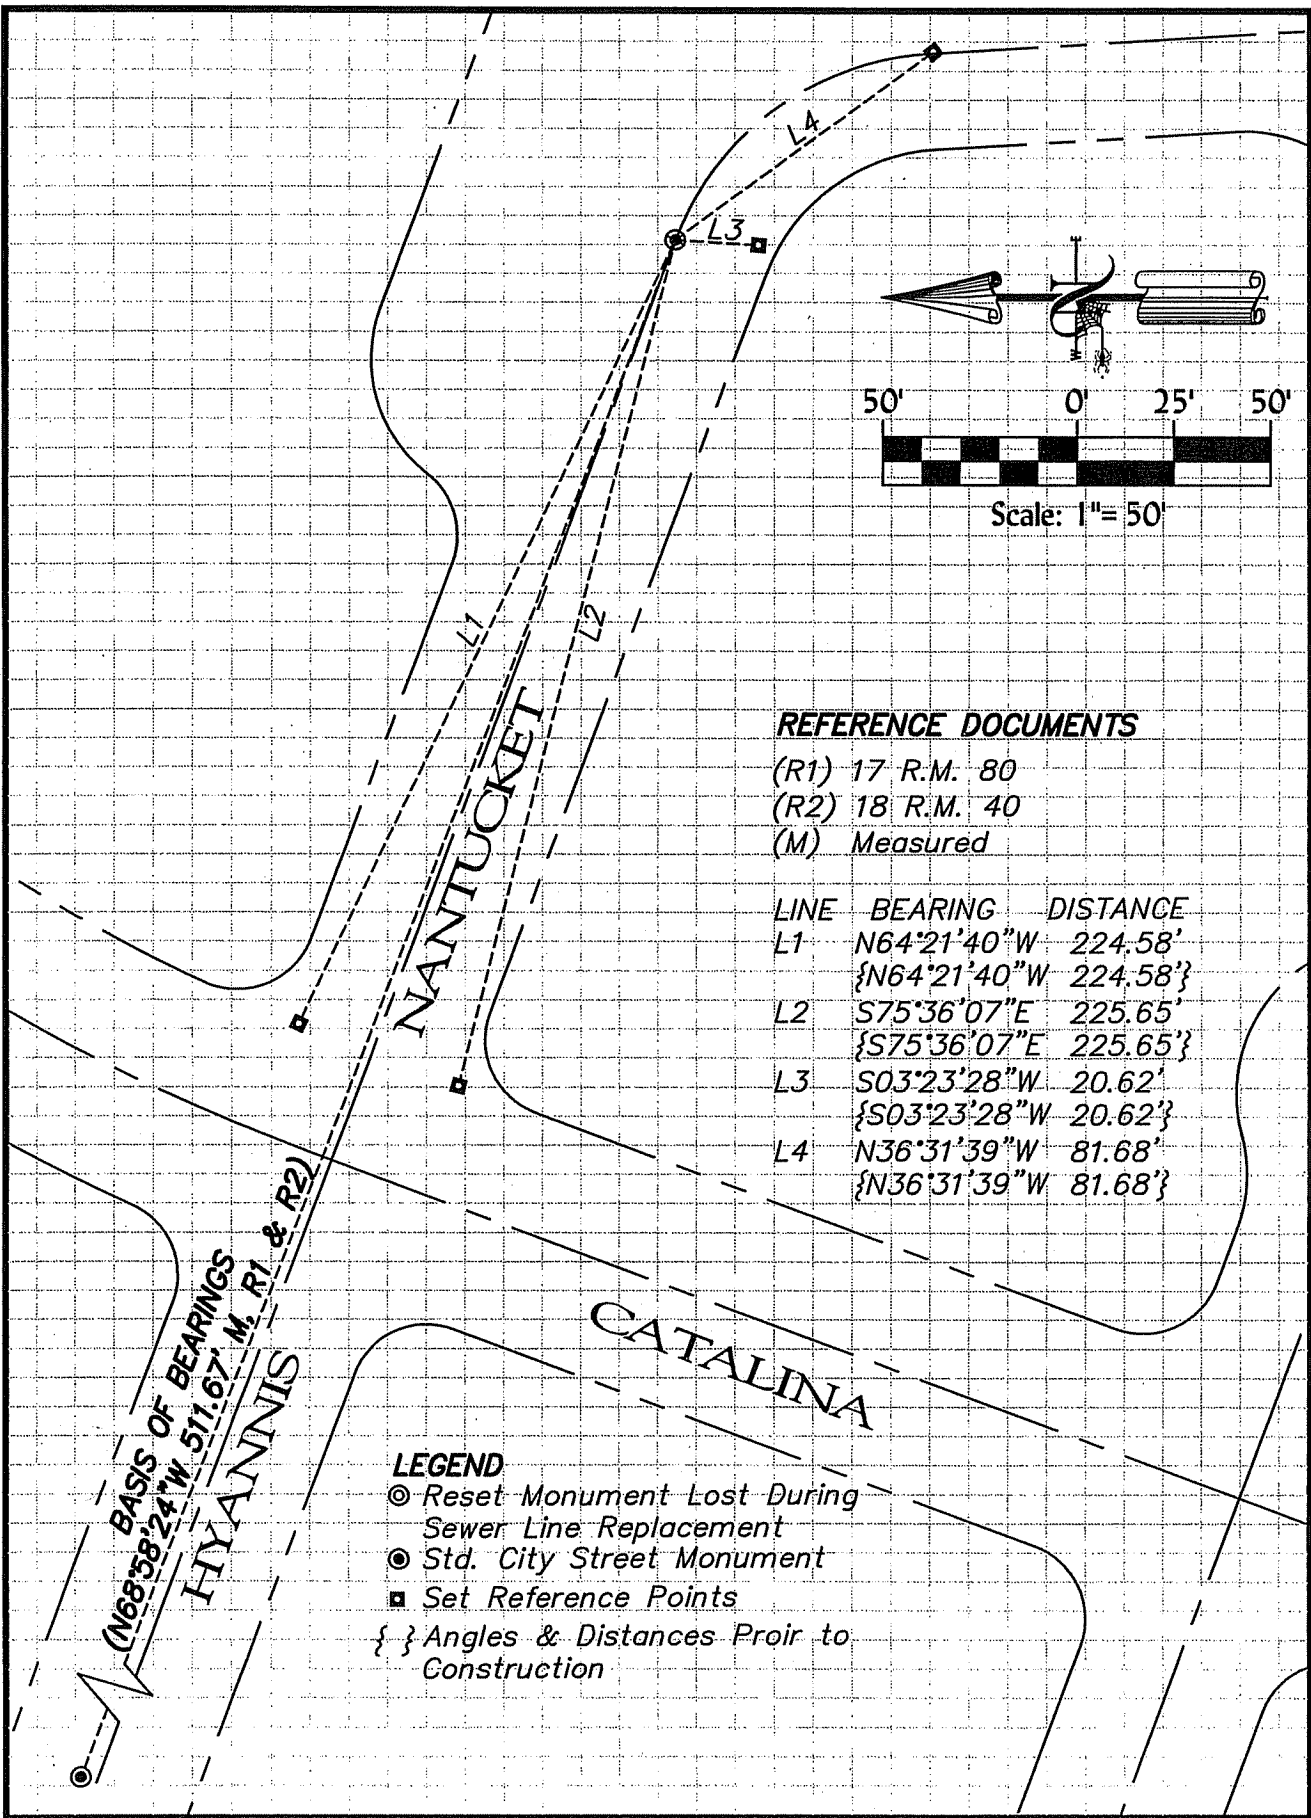 L4
L3
E
W
50' 0' 25' 50'
Scale: 1"= 50'
L1
L2
NANTUCKET
REFERENCE DOCUMENTS
(R1) 17 R.M. 80
(R2) 18 R.M. 40
(M) Measured
LINE BEARING DISTANCE
L1 N64°21'40"W 224.58'
{N64°21'40"W 224.58'}
L2 S75°36'07"E 225.65'
{S75°36'07"E 225.65'}
L3 S03°23'28"W 20.62'
{S03°23'28"W 20.62'}
L4 N36°31'39"W 81.68'
{N36°31'39"W 81.68'}
BASIS OF BEARINGS
(N68°58'24"W 511.67' M, R1 & R2)
HYANNIS
CATALINA
LEGEND
Reset Monument Lost During
Sewer Line Replacement
Std. City Street Monument
Set Reference Points
{ } Angles & Distances Proir to
Construction